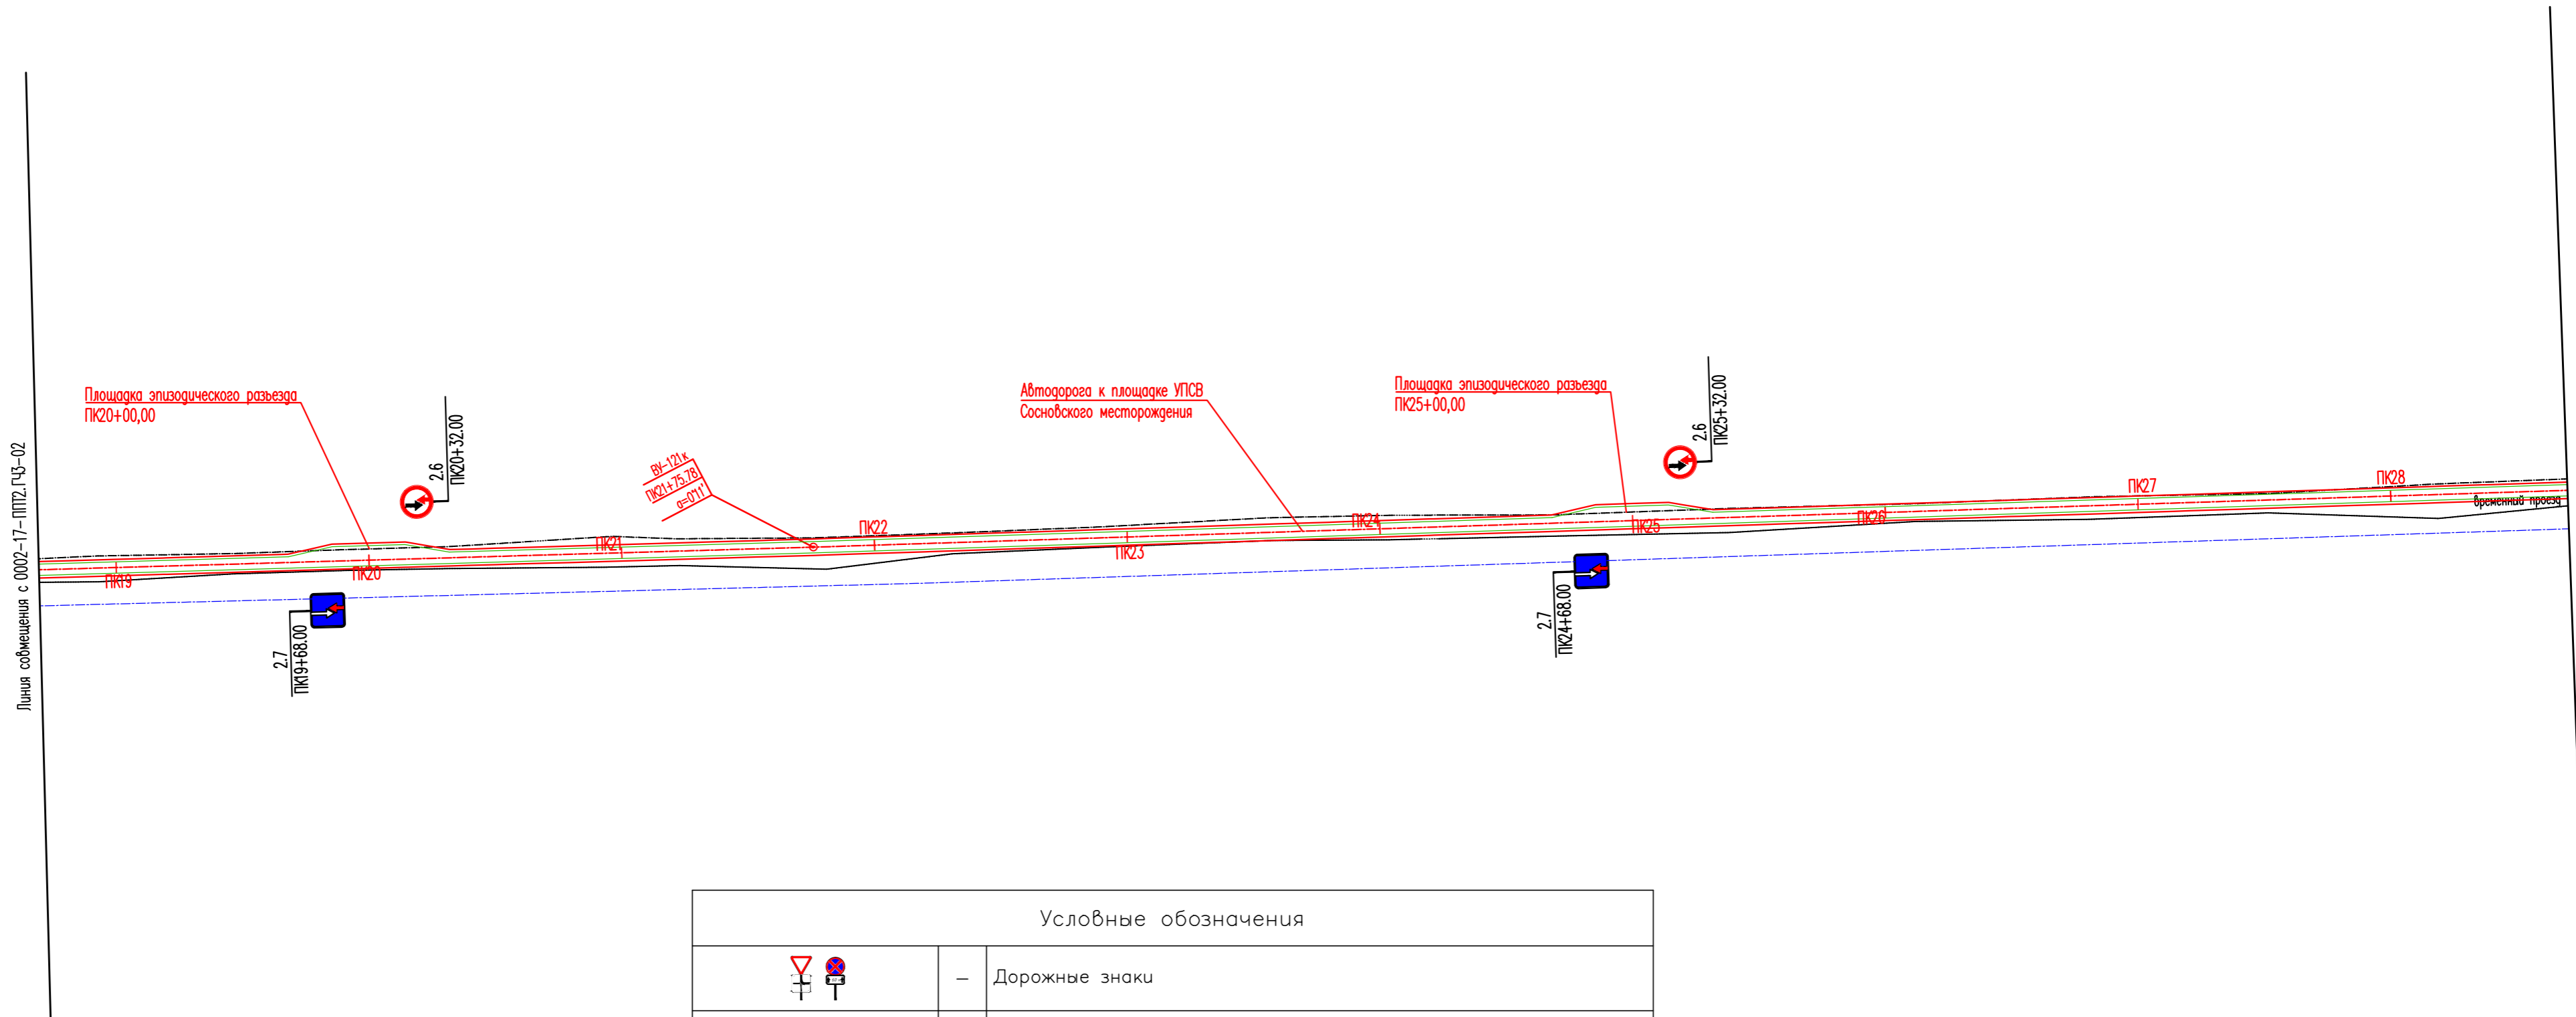 Линия совмещения с 0002-17-ППТ2.ГЧ3-02
Площадка эпизодического разъезда
ПК20+00,00
2.6
ПК20+32.00
ВУ-121к
ПК21+75.78
α=0°11'
Автодорога к площадке УПСВ
Сосновского месторождения
Площадка эпизодического разъезда
ПК25+00,00
2.6
ПК25+32.00
ПК19
ПК20
ПК21
ПК22
ПК23
ПК24
ПК25
ПК26
ПК27
ПК28
временный проезд
2.7
ПК19+68.00
2.7
ПК24+68.00
Условные обозначения
– Дорожные знаки